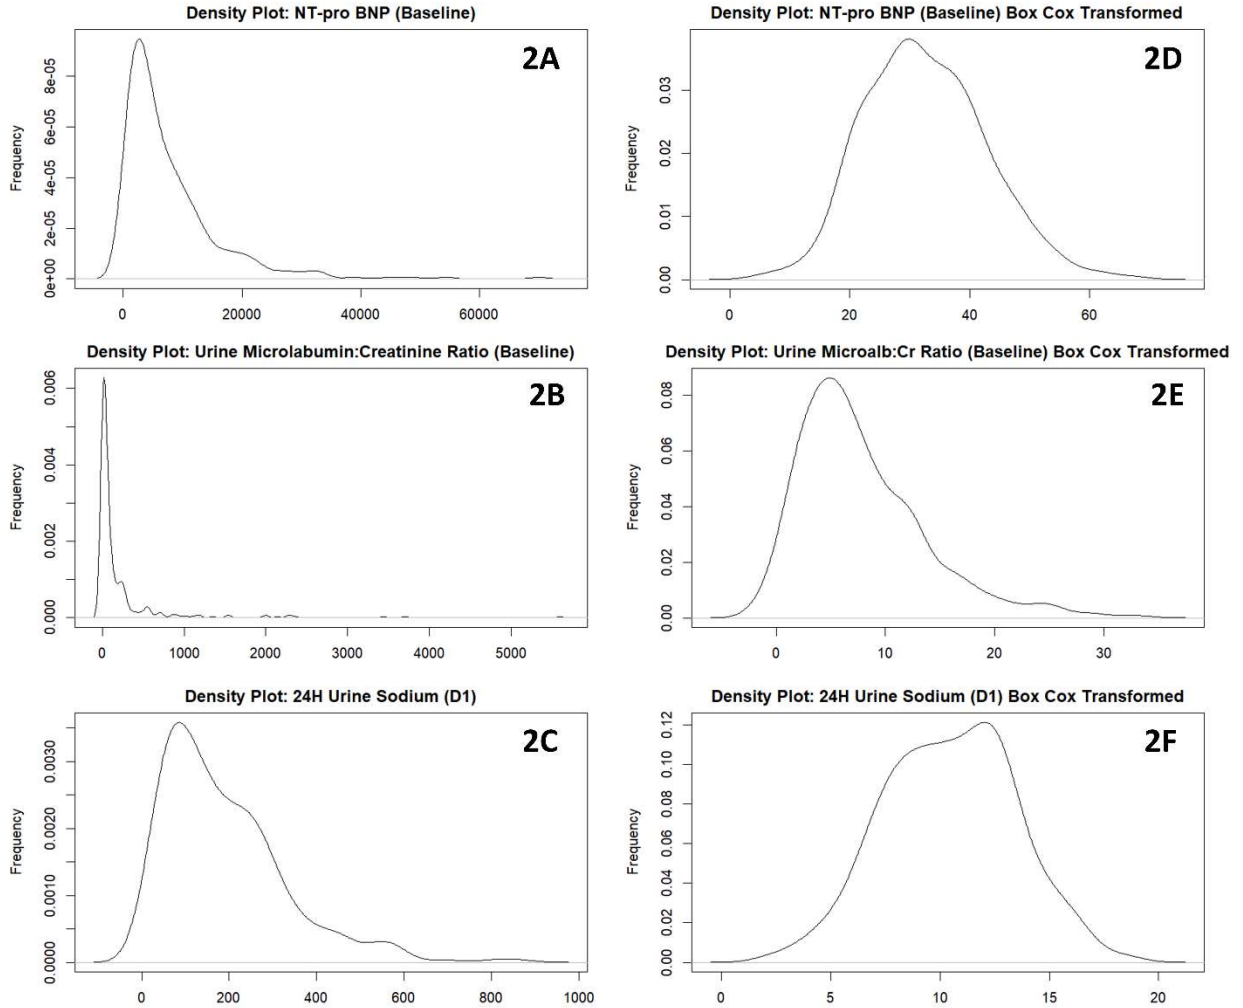 Density Plot: NT-pro BNP (Baseline)
2A
Frequency
0e+00 2e-05 4e-05 6e-05 8e-05
0 20000 40000 60000
Density Plot: NT-pro BNP (Baseline) Box Cox Transformed
2D
Frequency
0.00 0.01 0.02 0.03
0 20 40 60
Density Plot: Urine Microlabumin:Creatinine Ratio (Baseline)
2B
Frequency
0.000 0.002 0.004 0.006
0 1000 2000 3000 4000 5000
Density Plot: Urine Microalb:Cr Ratio (Baseline) Box Cox Transformed
2E
Frequency
0.00 0.02 0.04 0.06 0.08
0 10 20 30
Density Plot: 24H Urine Sodium (D1)
2C
Frequency
0.0000 0.0010 0.0030
0 200 400 600 800 1000
Density Plot: 24H Urine Sodium (D1) Box Cox Transformed
2F
Frequency
0.00 0.02 0.04 0.06 0.08 0.10 0.12
0 5 10 15 20